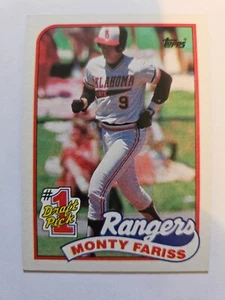 Topps
OKLAHOMA
9
#1
Draft
Pick
Rangers
MONTY FARISS